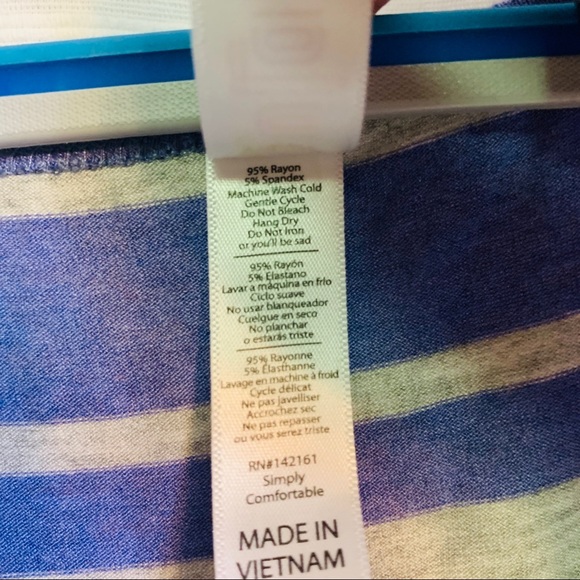 95% Rayon
5% Spandex
Machine Wash Cold
Gentle Cycle
Do Not Bleach
Hang Dry
Do Not Iron
or you'll be sad
95% Rayón
5% Elastano
Lavar a máquina en frio
Ciclo suave
No usar blanqueador
Cuelgue en seco
No planchar
o estarás triste
95% Rayonne
5% Élasthanne
Lavage en machine à froid
Cycle délicat
Ne pas javelliser
Accrochez sec
Ne pas repasser
ou vous serez triste
RN#142161
Simply
Comfortable
MADE IN
VIETNAM